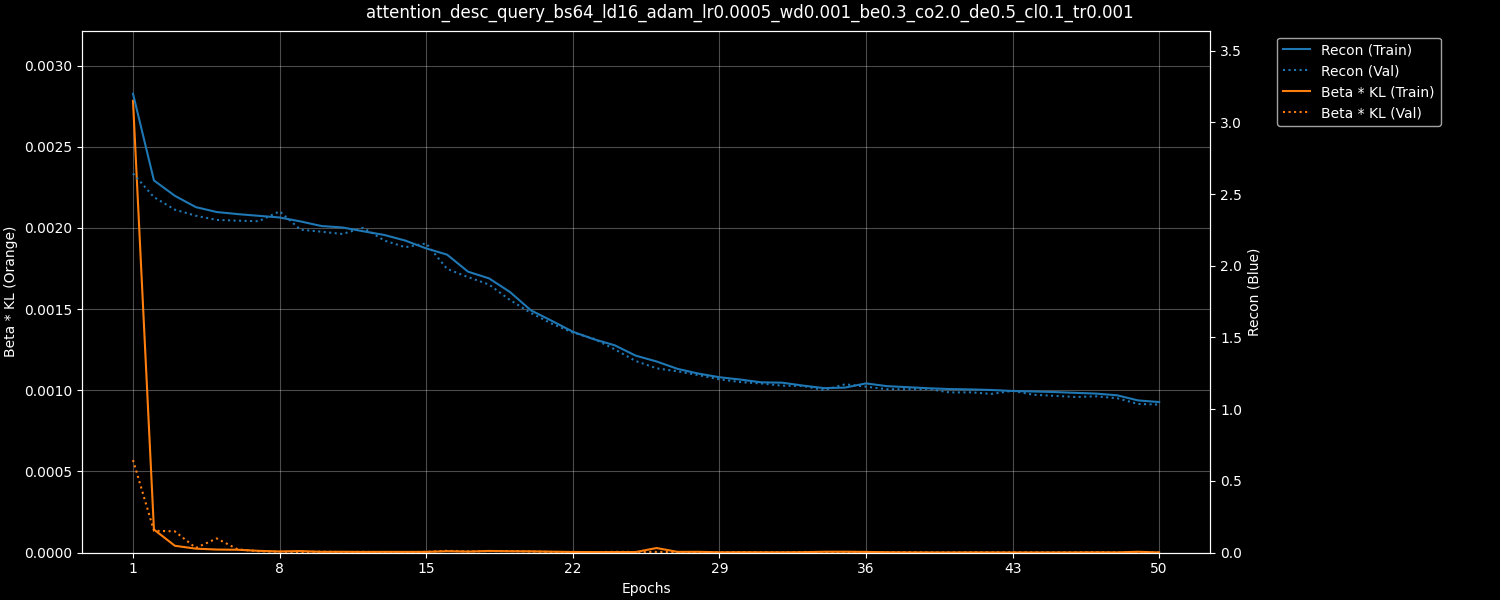 attention_desc_query_bs64_ld16_adam_lr0.0005_wd0.001_be0.3_co2.0_de0.5_cl0.1_tr0.001
Recon (Train)
Recon (Val)
Beta * KL (Train)
Beta * KL (Val)
Beta * KL (Orange)
0.0030
0.0025
0.0020
0.0015
0.0010
0.0005
0.0000
3.5
3.0
2.5
2.0
1.5
1.0
0.5
0.0
Recon (Blue)
1 8 15 22 29 36 43 50
Epochs